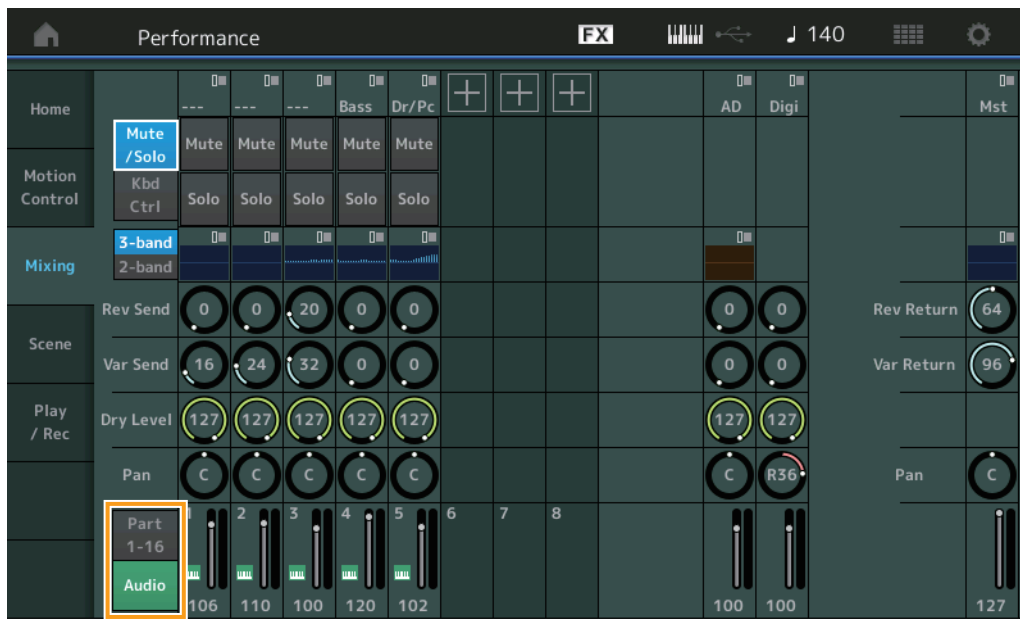 Performance FX 140
--- --- --- Bass Dr/Pc AD Digi Mst
Home
Mute
/Solo
Mute Mute Mute Mute Mute
Motion
Control
Kbd
Ctrl
Solo Solo Solo Solo Solo
3-band
2-band
Mixing
Rev Send 0 0 20 0 0 0 0 Rev Return 64
Scene
Var Send 16 24 32 0 0 0 0 Var Return 96
Play
/ Rec
Dry Level 127 127 127 127 127 127 127
Pan C C C C C C R36 Pan C
Part
1-16
1 2 3 4 5 6 7 8
Audio
106 110 100 120 102 100 100 127